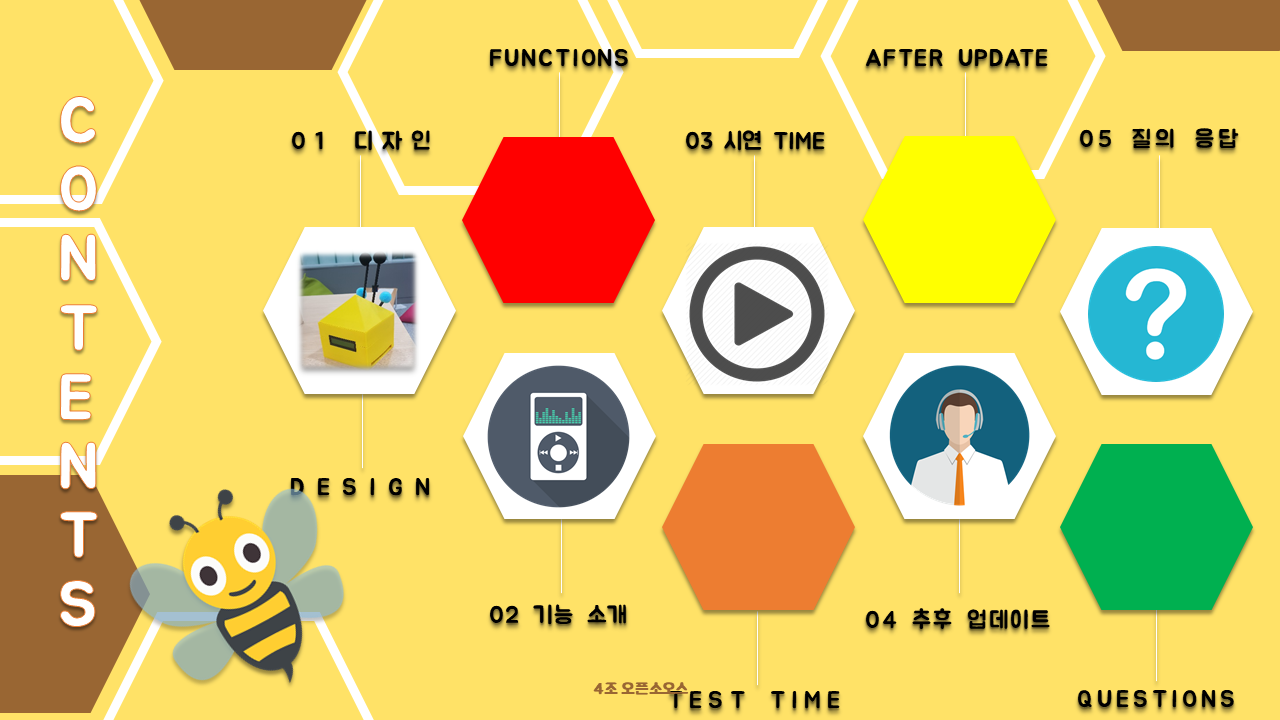 CONTENTS
01 디자인
DESIGN
FUNCTIONS
02 기능 소개
03 시연 TIME
TEST TIME
AFTER UPDATE
04 추후 업데이트
05 질의 응답
QUESTIONS
4조 오픈소오스